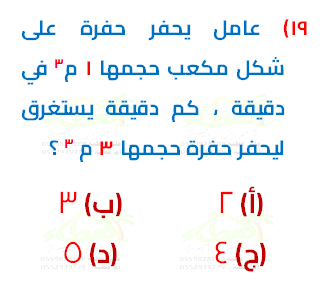 ١٩) عامل يحفر حفرة على
شكل مكعب حجمها ١ م٣ في
دقيقة ، كم دقيقة يستغرق
ليحفر حفرة حجمها ٣ م ٣ ؟
(أ) ٢ (ب) ٣
(ج) ٤ (د) ٥